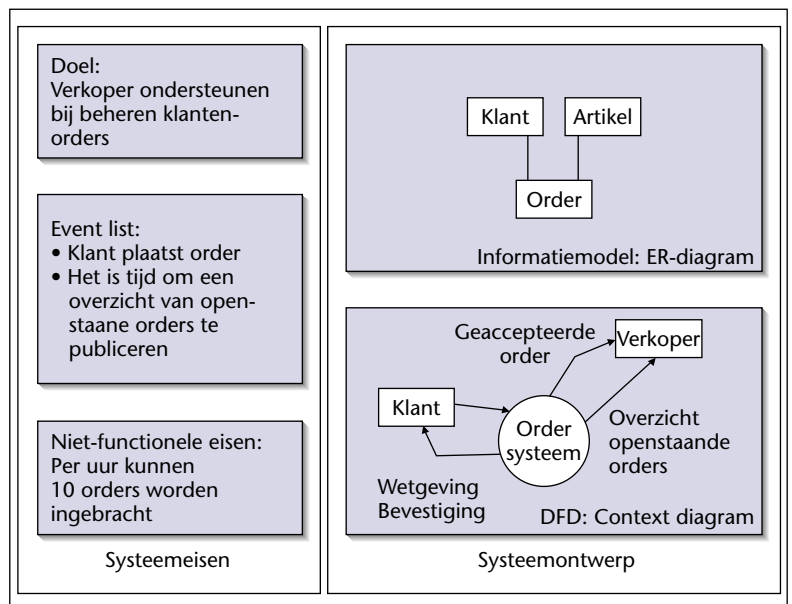 Doel:
Verkoper ondersteunen
bij beheren klanten-
orders
Event list:
• Klant plaatst order
• Het is tijd om een
overzicht van open-
staane orders te
publiceren
Niet-functionele eisen:
Per uur kunnen
10 orders worden
ingebracht
Systeemeisen
Klant
Artikel
Order
Informatiemodel: ER-diagram
Geaccepteerde
order
Verkoper
Klant
Order
systeem
Overzicht
openstaande
orders
Wetgeving
Bevestiging
DFD: Context diagram
Systeemontwerp